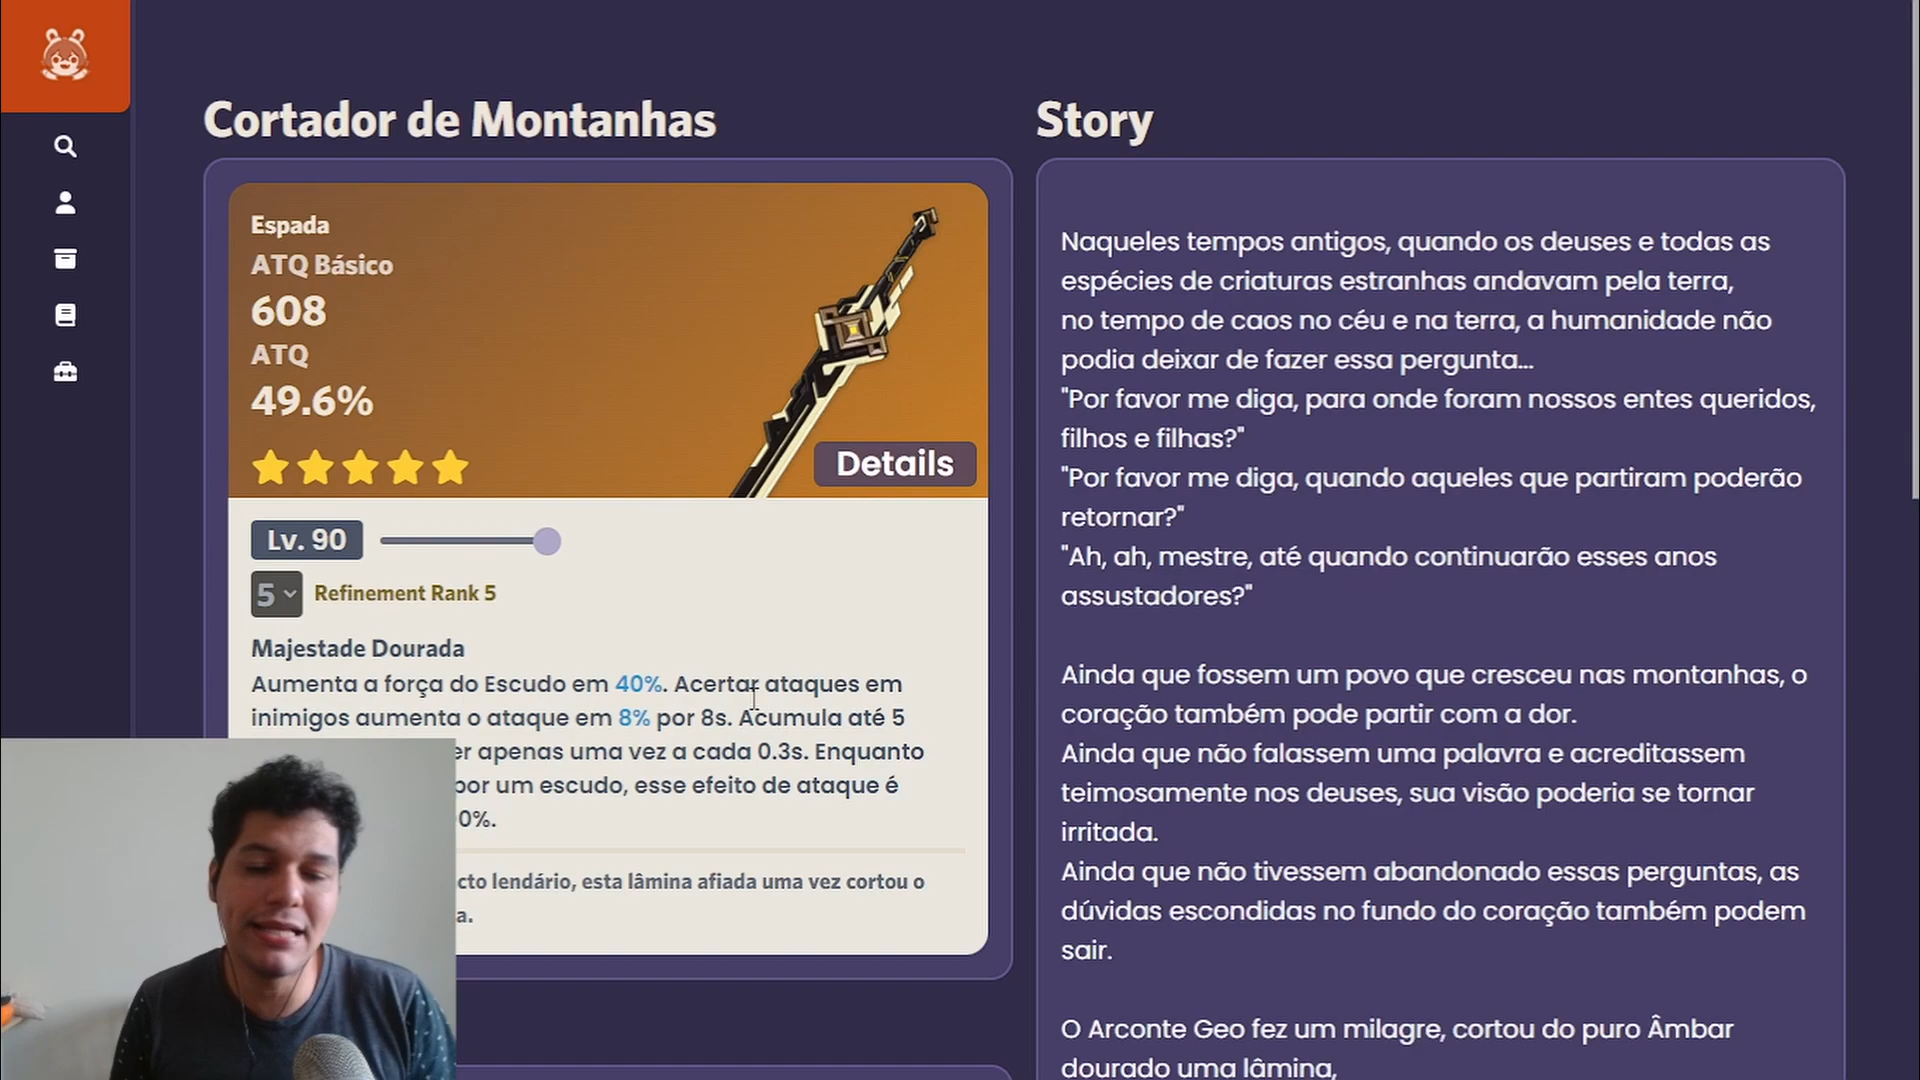 Cortador de Montanhas
Espada
ATQ Básico
608
ATQ
49.6%
Details
Lv. 90
5
Refinement Rank 5
Majestade Dourada
Aumenta a força do Escudo em 40%. Acertar ataques em
inimigos aumenta o ataque em 8% por 8s. Acumula até 5
apenas uma vez a cada 0.3s. Enquanto
por um escudo, esse efeito de ataque é
lendário, esta lâmina afiada uma vez cortou o
Story
Naqueles tempos antigos, quando os deuses e todas as
espécies de criaturas estranhas andavam pela terra,
no tempo de caos no céu e na terra, a humanidade não
podia deixar de fazer essa pergunta...
"Por favor me diga, para onde foram nossos entes queridos,
filhos e filhas?"
"Por favor me diga, quando aqueles que partiram poderão
retornar?"
"Ah, ah, mestre, até quando continuarão esses anos
assustadores?"
Ainda que fossem um povo que cresceu nas montanhas, o
coração também pode partir com a dor.
Ainda que não falassem uma palavra e acreditassem
teimosamente nos deuses, sua visão poderia se tornar
irritada.
Ainda que não tivessem abandonado essas perguntas, as
dúvidas escondidas no fundo do coração também podem
sair.
O Arconte Geo fez um milagre, cortou do puro Âmbar
dourado uma lâmina,